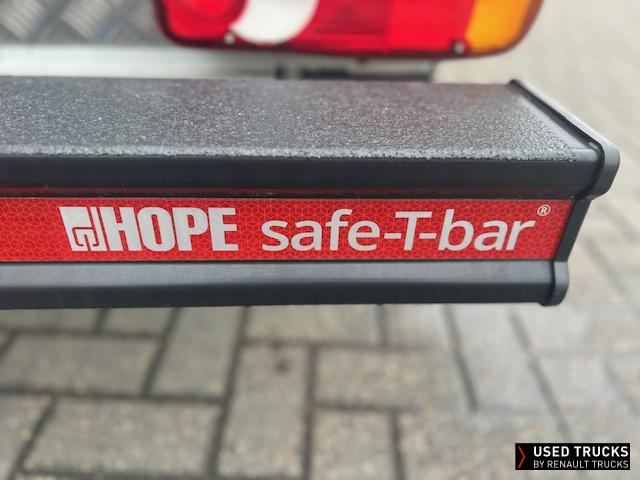 HOPE safe-T-bar®
USED TRUCKS
BY RENAULT TRUCKS